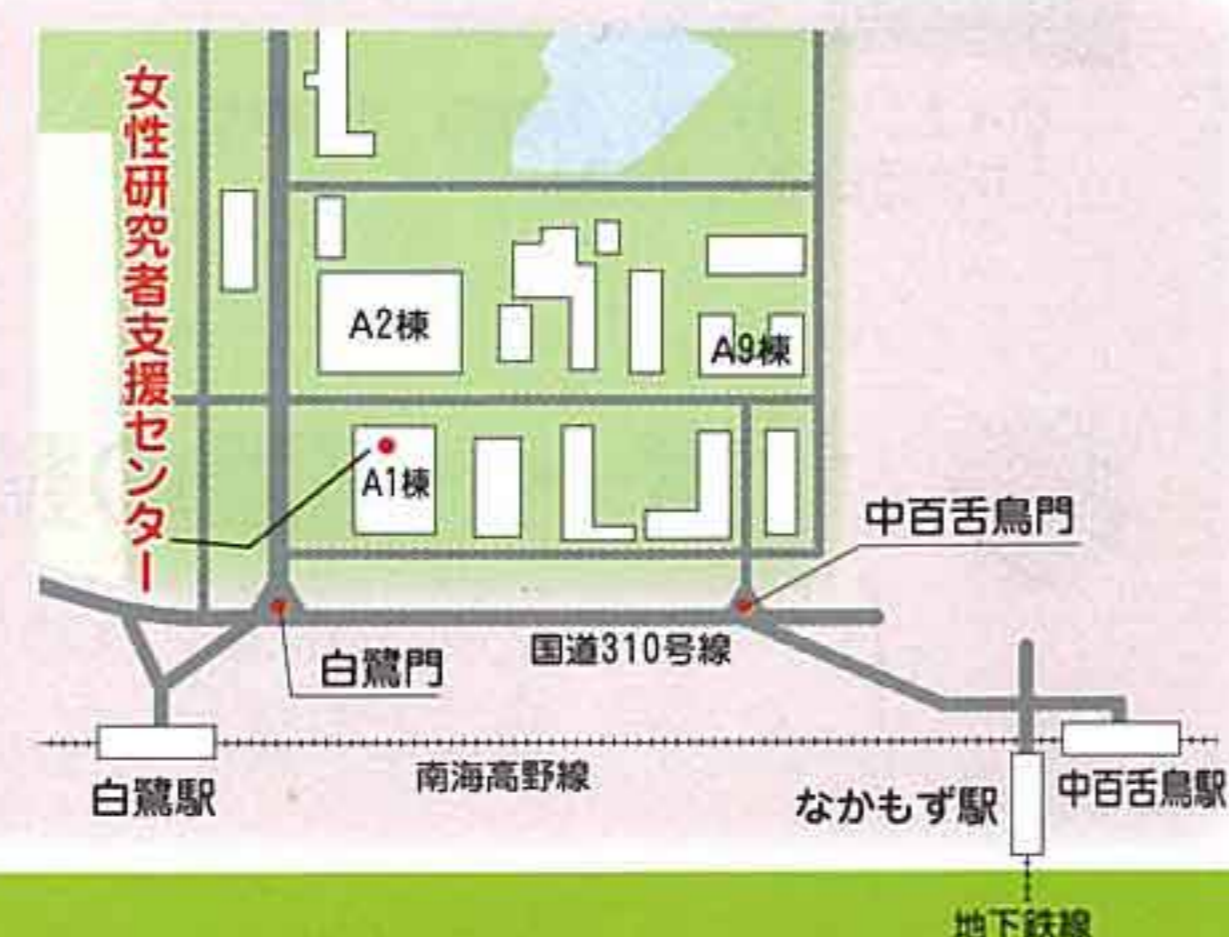 女性研究者支援センター
A2棟
A9棟
A1棟
中百舌鳥門
国道310号線
白鷺門
南海高野線
白鷺駅
なかもず駅
中百舌鳥駅
地下鉄線